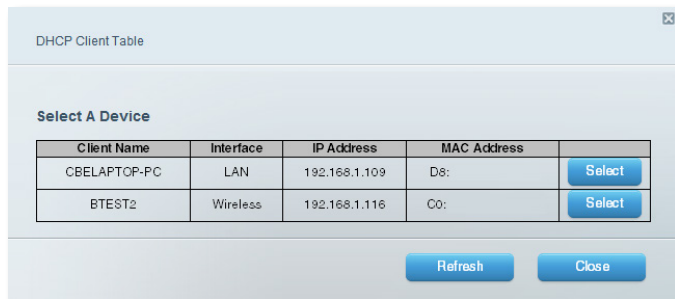 DHCP Client Table
Select A Device
Client Name Interface IP Address MAC Address
CBELAPTOP-PC LAN 192.168.1.109 D8: Select
BTEST2 Wireless 192.168.1.116 C0: Select
Refresh Close